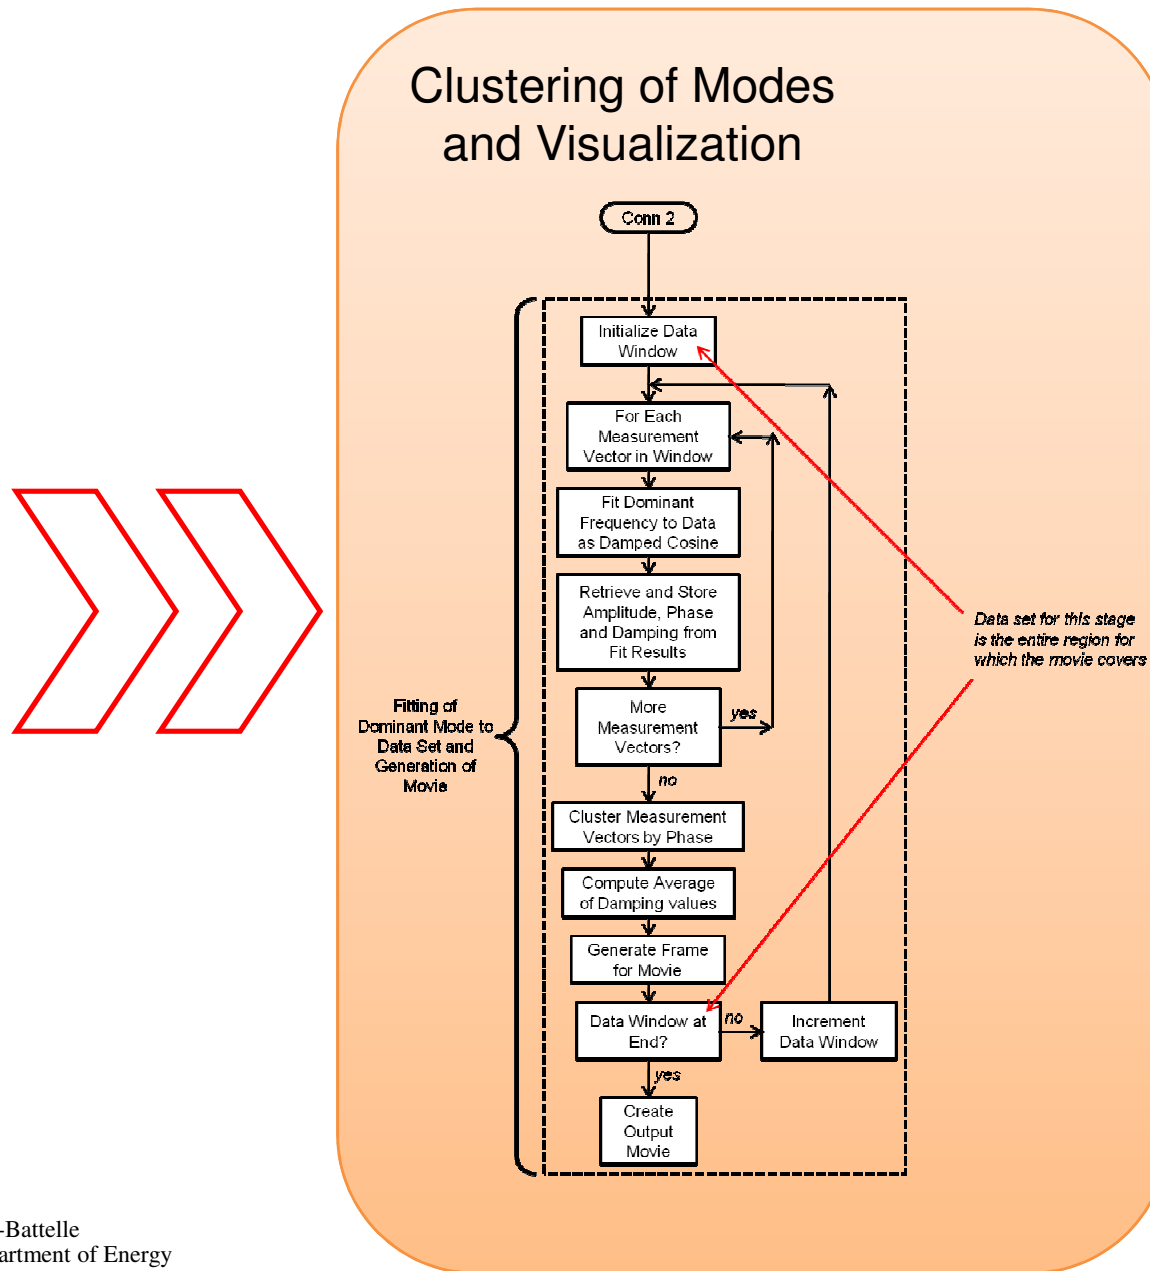 Clustering of Modes
and Visualization
Conn 2
Initialize Data
Window
For Each
Measurement
Vector in Window
Fit Dominant
Frequency to Data
as Damped Cosine
Retrieve and Store
Amplitude, Phase
and Damping from
Fit Results
Data set for this stage
is the entire region for
which the movie covers
More
Measurement
Vectors?
yes
no
Fitting of
Dominant Mode to
Data Set and
Generation of
Movie
Cluster Measurement
Vectors by Phase
Compute Average
of Damping values
Generate Frame
for Movie
Data Window at
End?
no
Increment
Data Window
yes
Create
Output
Movie
-Battelle
artment of Energy